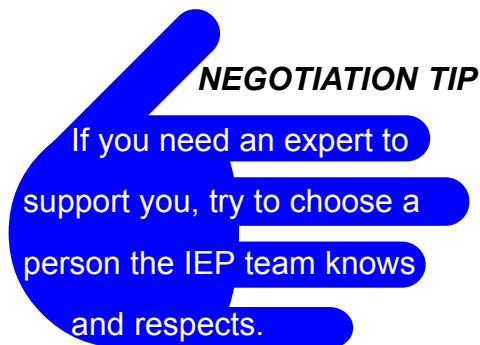 NEGOTIATION TIP
If you need an expert to
support you, try to choose a
person the IEP team knows
and respects.